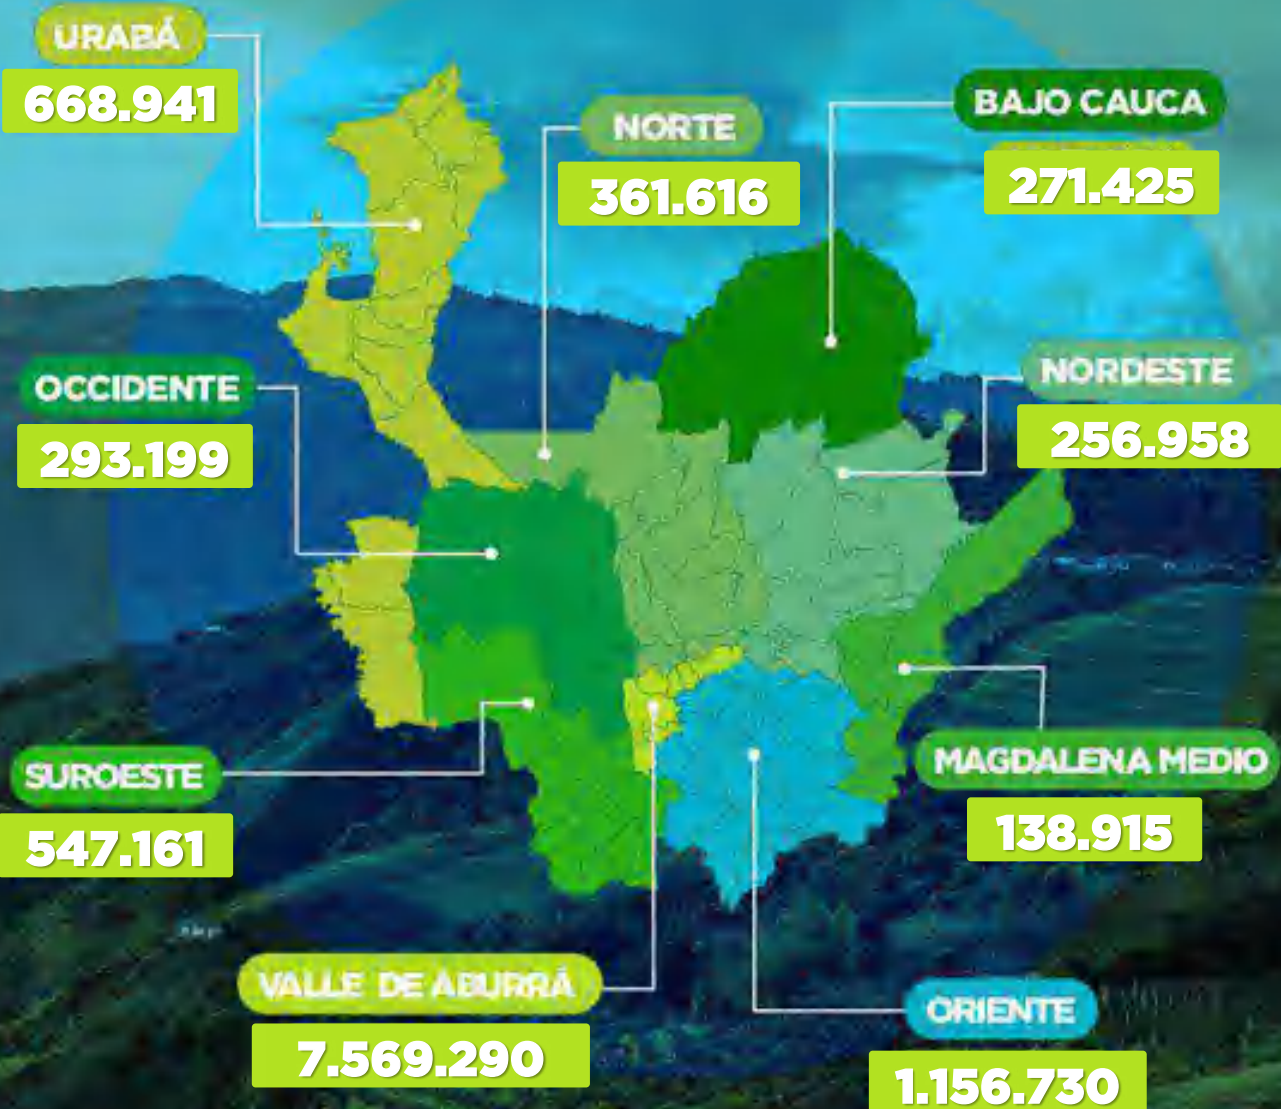 URABÁ
668.941
NORTE
361.616
BAJO CAUCA
271.425
OCCIDENTE
293.199
NORDESTE
256.958
SUROESTE
547.161
MAGDALENA MEDIO
138.915
VALLE DE ABURRÁ
7.569.290
ORIENTE
1.156.730